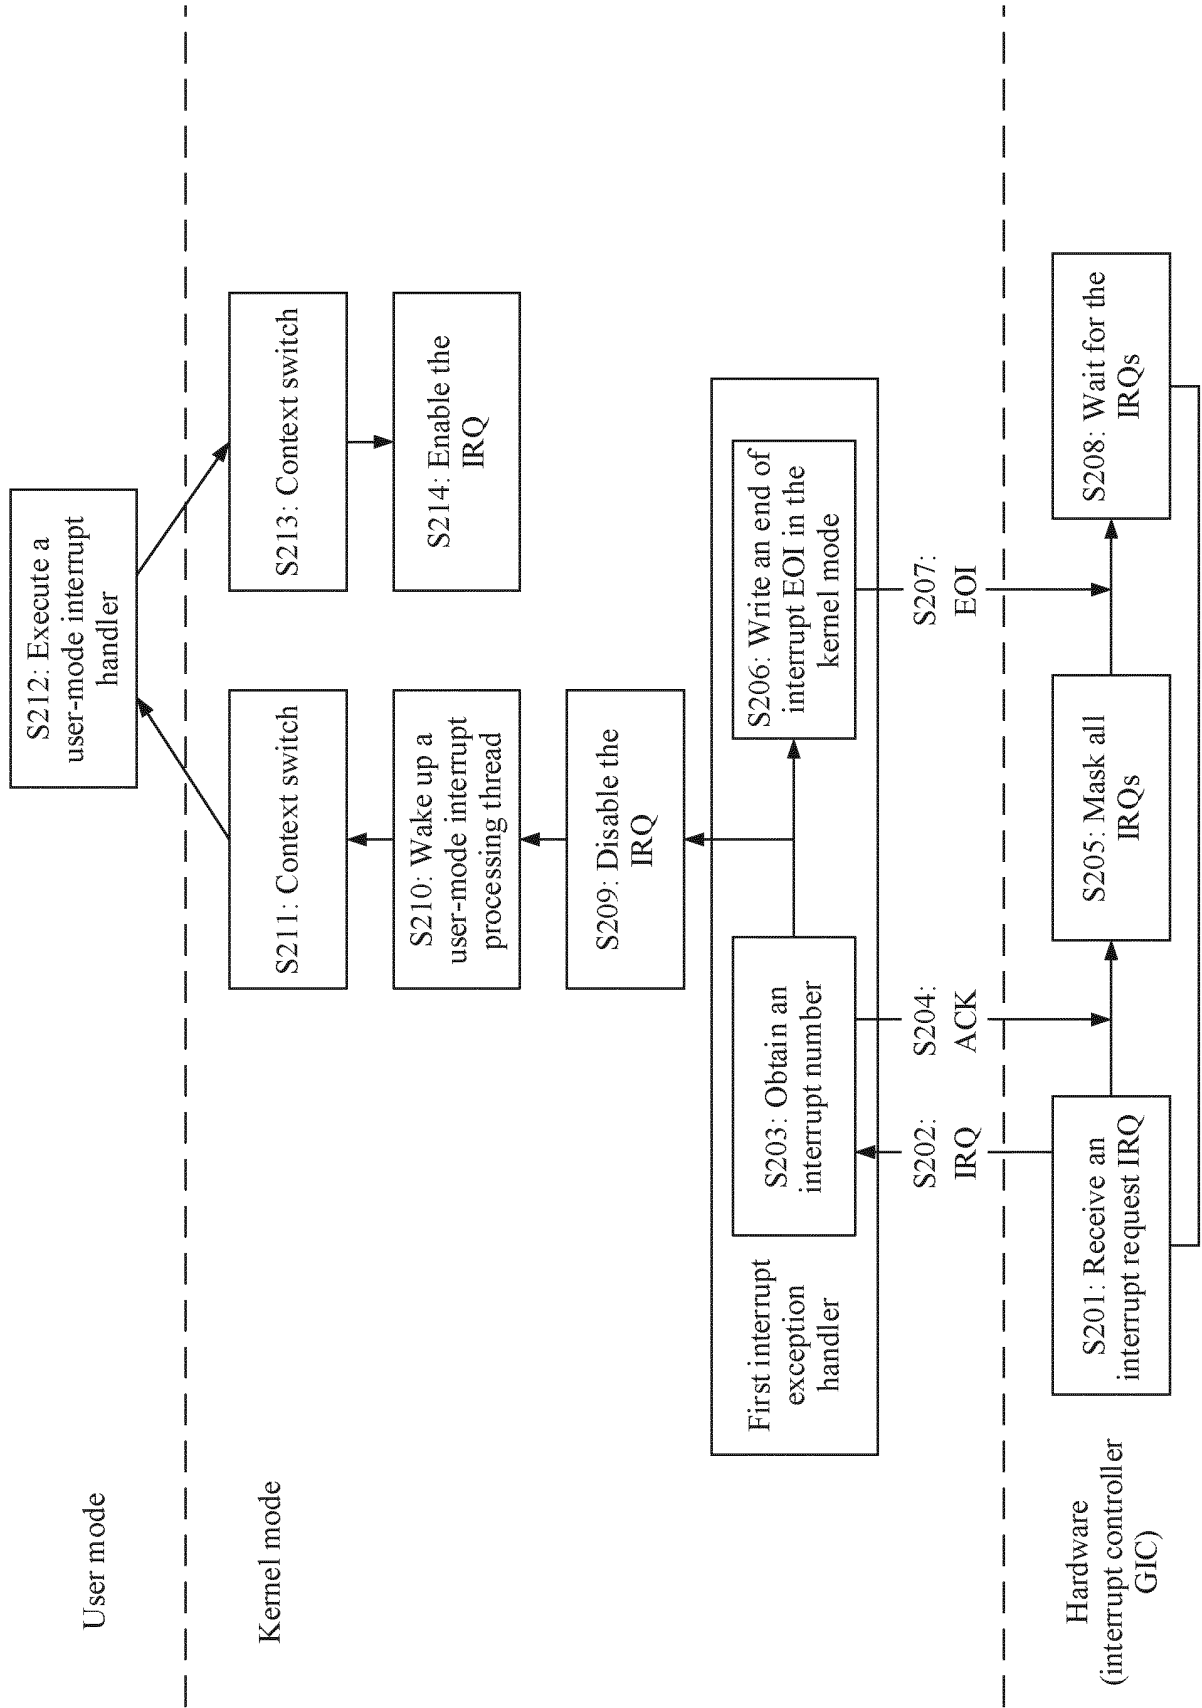 User mode
S212: Execute a
user-mode interrupt
handler
Kernel mode
S211: Context switch
S213: Context switch
S210: Wake up a
user-mode interrupt
processing thread
S214: Enable the
IRQ
S209: Disable the
IRQ
First interrupt
exception
handler
S203: Obtain an
interrupt number
S206: Write an end of
interrupt EOI in the
kernel mode
S202:
IRQ
S204:
ACK
S207:
EOI
Hardware
(interrupt controller
GIC)
S201: Receive an
interrupt request IRQ
S205: Mask all
IRQs
S208: Wait for the
IRQs